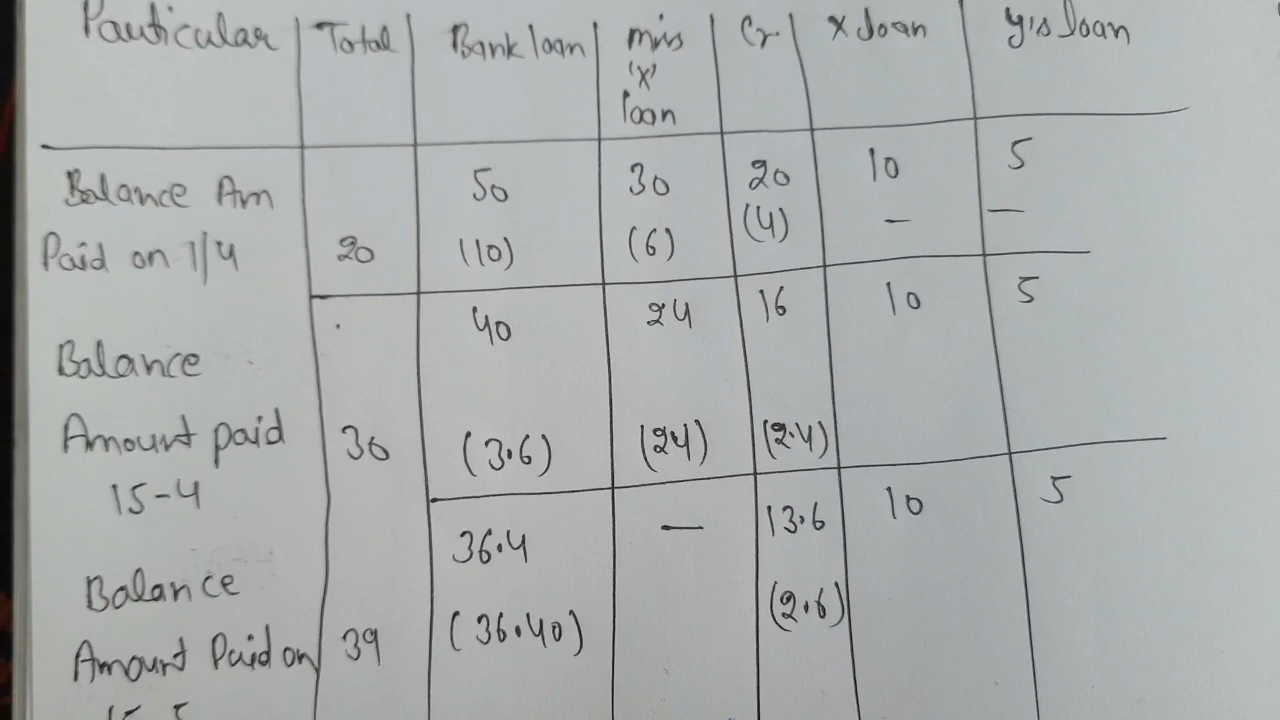 Particular Total Bank loan mrs Cr. X loan y's loan
'X'
loan
Balance Am 50 30 20 10 5
Paid on 1/4 20 (10) (6) (4) — —
Balance 40 24 16 10 5
Amount paid 30 (3.6) (24) (2.4)
15-4
Balance 36.4 — 13.6 10 5
Amount Paid on 39 (36.40) (2.6)